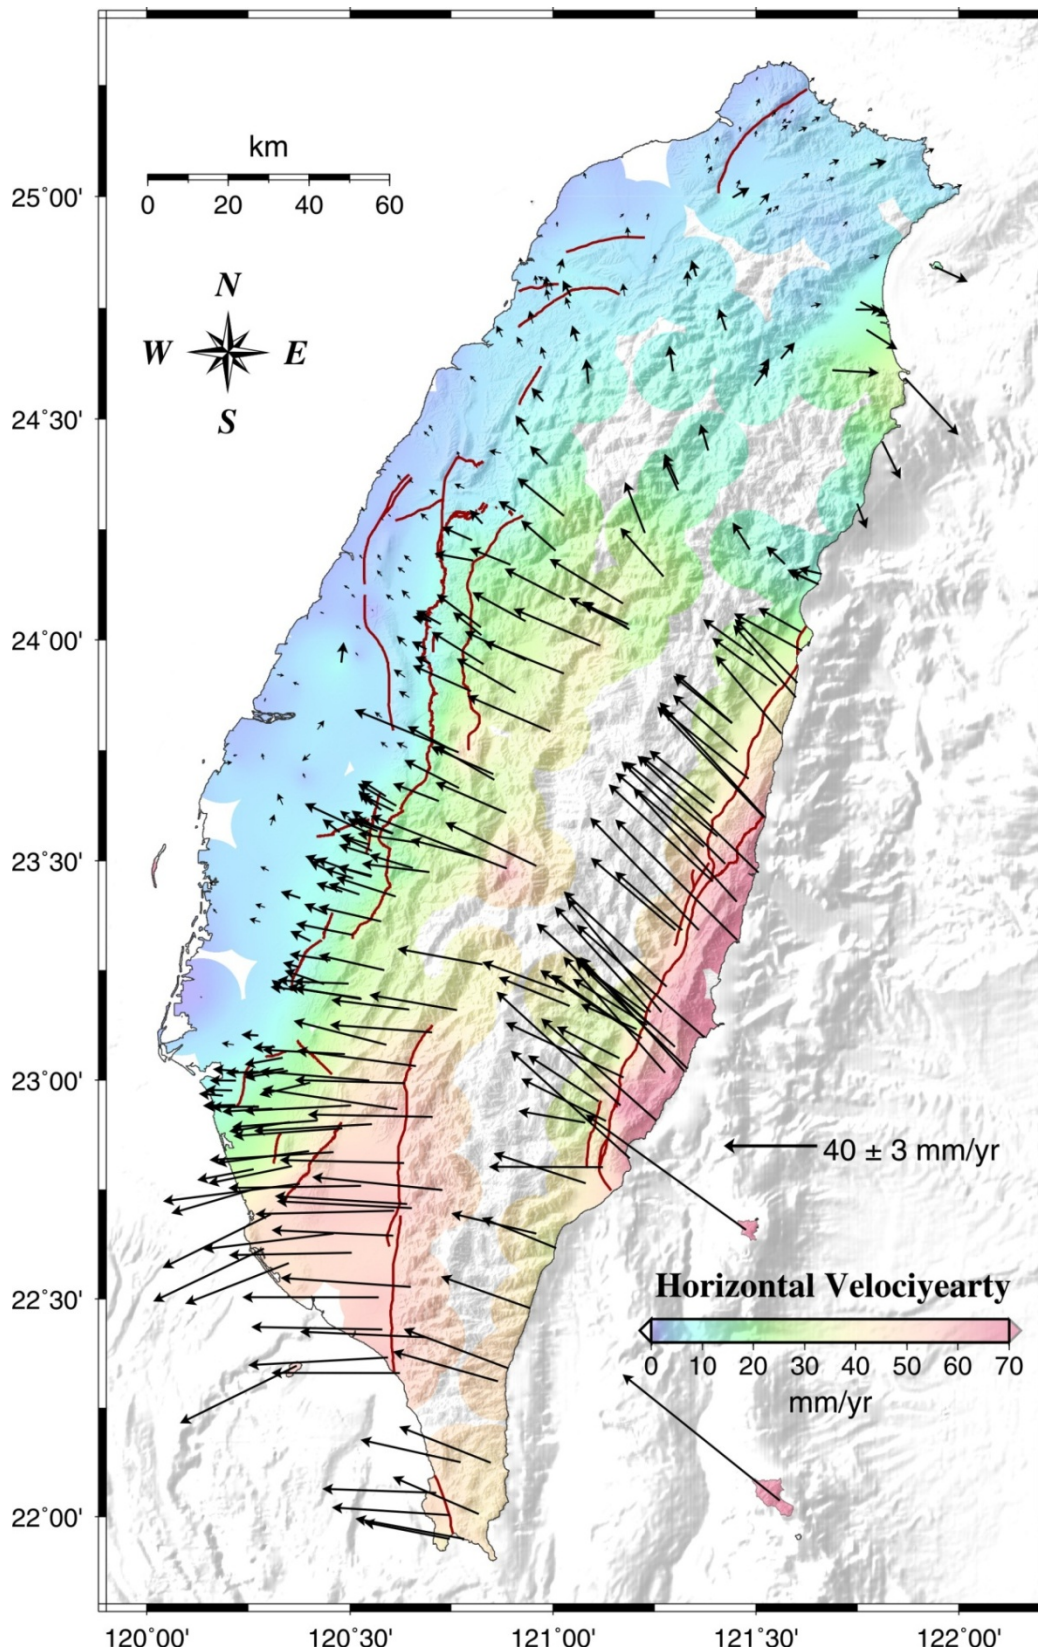 km
0 20 40 60
N
W E
S
25°00'
24°30'
24°00'
23°30'
23°00'
22°30'
22°00'
40 ± 3 mm/yr
Horizontal Velociyearty
0 10 20 30 40 50 60 70
mm/yr
120°00' 120°30' 121°00' 121°30' 122°00'